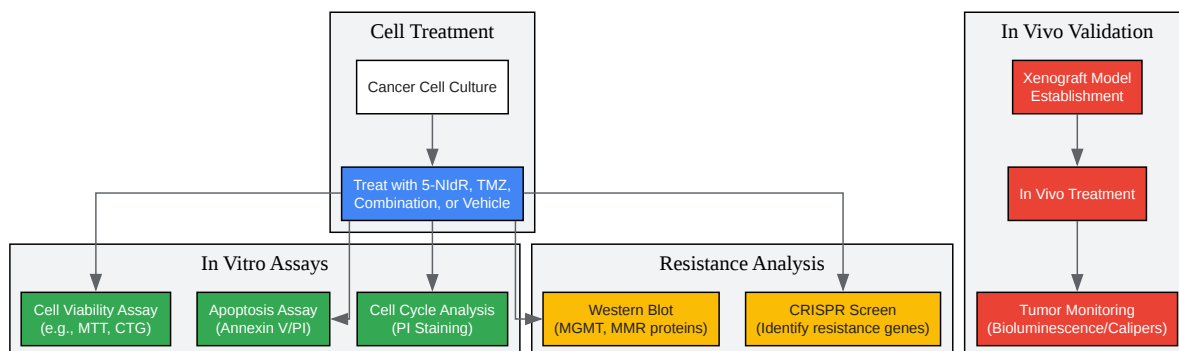 Cell Treatment
Cancer Cell Culture
Treat with 5-NIdR, TMZ,
Combination, or Vehicle
In Vitro Assays
Cell Viability Assay
(e.g., MTT, CTG)
Apoptosis Assay
(Annexin V/PI)
Cell Cycle Analysis
(PI Staining)
Resistance Analysis
Western Blot
(MGMT, MMR proteins)
CRISPR Screen
(Identify resistance genes)
In Vivo Validation
Xenograft Model
Establishment
In Vivo Treatment
Tumor Monitoring
(Bioluminescence/Calipers)